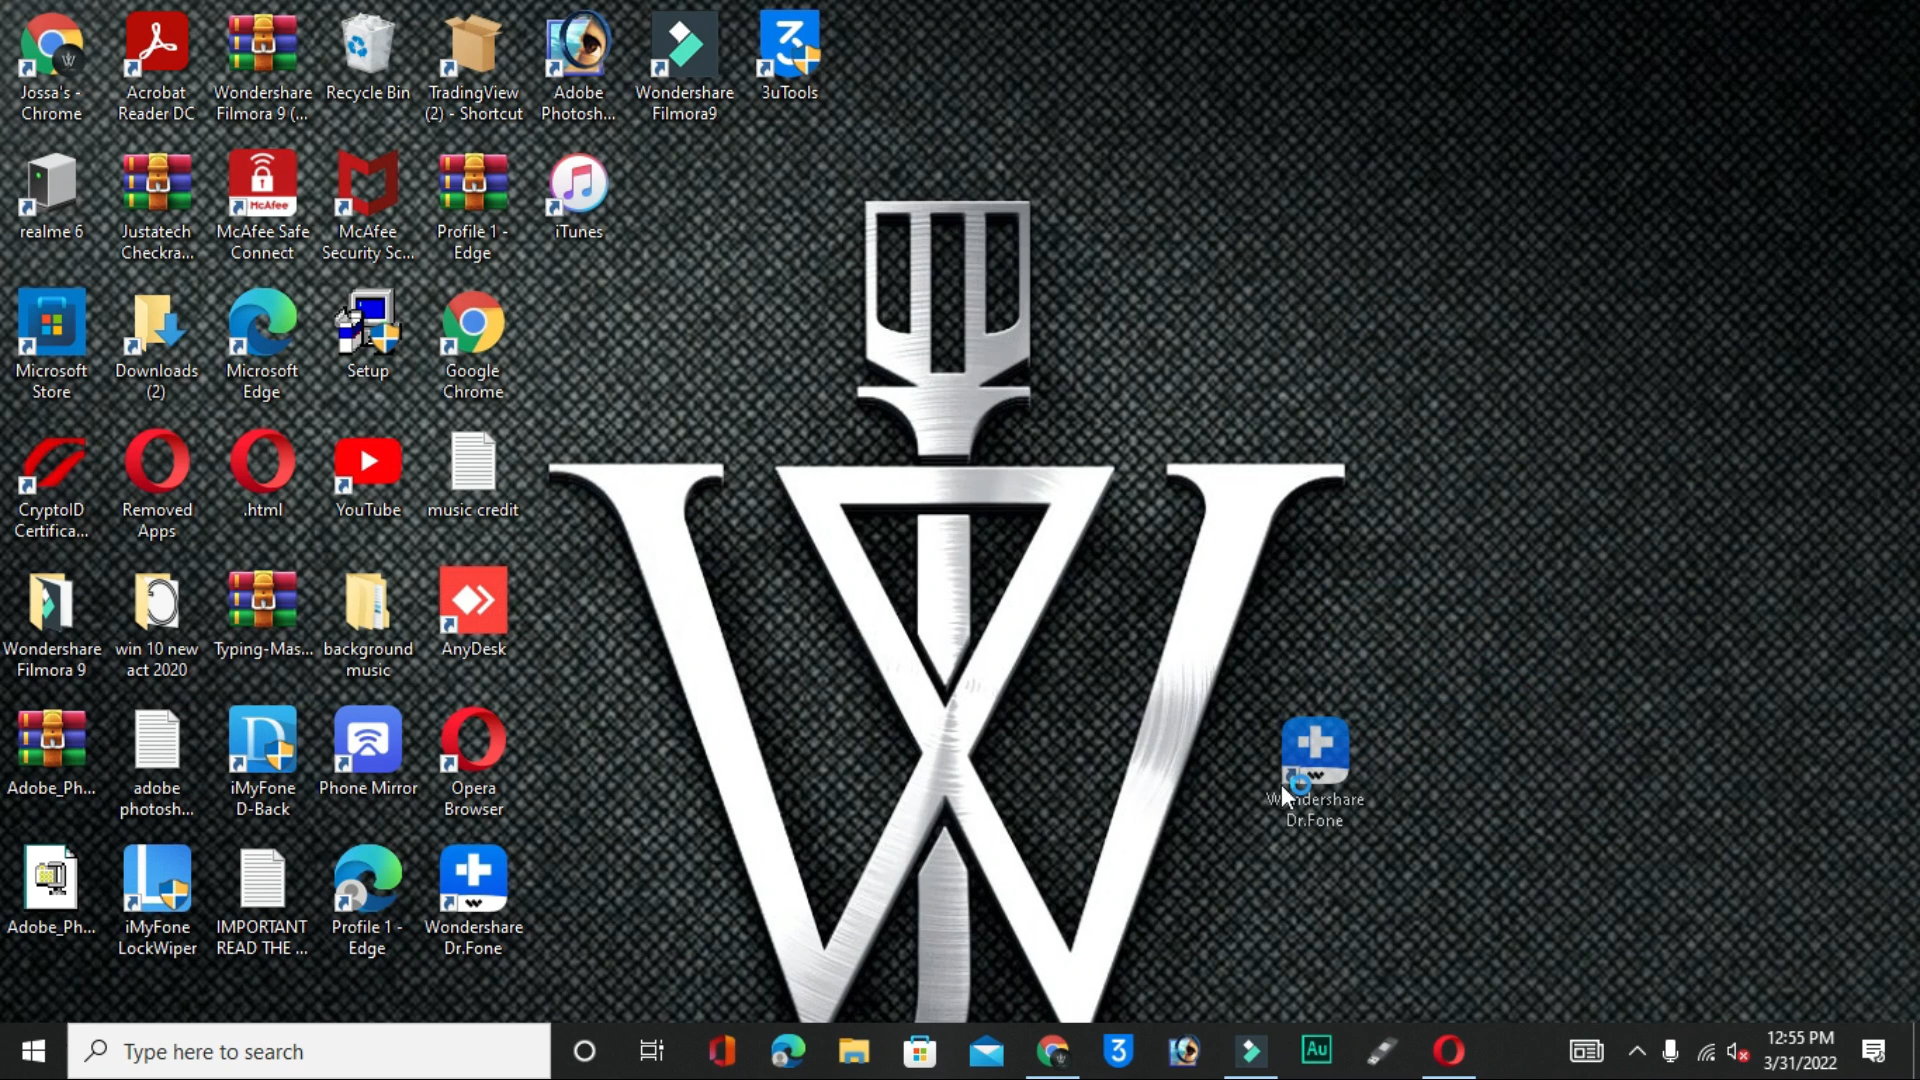 Jossa's -
Chrome
Acrobat
Reader DC
Wondershare
Filmora 9 (...
Recycle Bin
TradingView
(2) - Shortcut
Adobe
Photosh...
Wondershare
Filmora9
3uTools
realme 6
Justatech
Checkra...
McAfee
McAfee Safe
Connect
McAfee
Security Sc...
Profile 1 -
Edge
iTunes
Microsoft
Store
Downloads
(2)
Microsoft
Edge
Setup
Google
Chrome
CryptoID
Certifica...
Removed
Apps
.html
YouTube
music credit
Wondershare
Filmora 9
win 10 new
act 2020
Typing-Mas...
background
music
AnyDesk
Adobe_Ph...
adobe
photosh...
iMyFone
D-Back
Phone Mirror
Opera
Browser
Wondershare
Dr.Fone
Adobe_Ph...
iMyFone
LockWiper
IMPORTANT
READ THE ...
Profile 1 -
Edge
Wondershare
Dr.Fone
Type here to search
3
Au
12:55 PM
3/31/2022